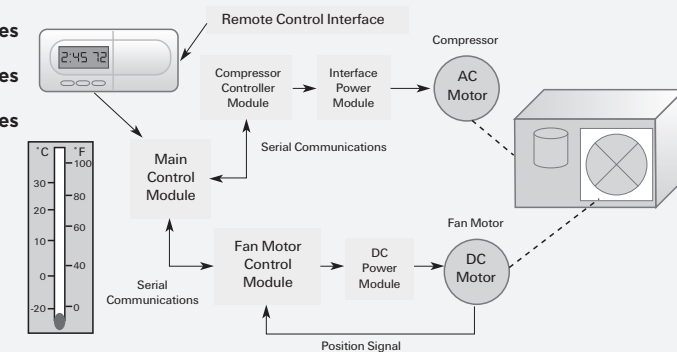 es
es
es
Remote Control Interface
2:45 72
Compressor
Controller
Module
Interface
Power
Module
Compressor
AC
Motor
Serial Communications
Main
Control
Module
˚C
˚F
100
30
80
20
60
10
40
0
-20
0
Serial
Communications
Fan Motor
Control
Module
DC
Power
Module
Fan Motor
DC
Motor
Position Signal